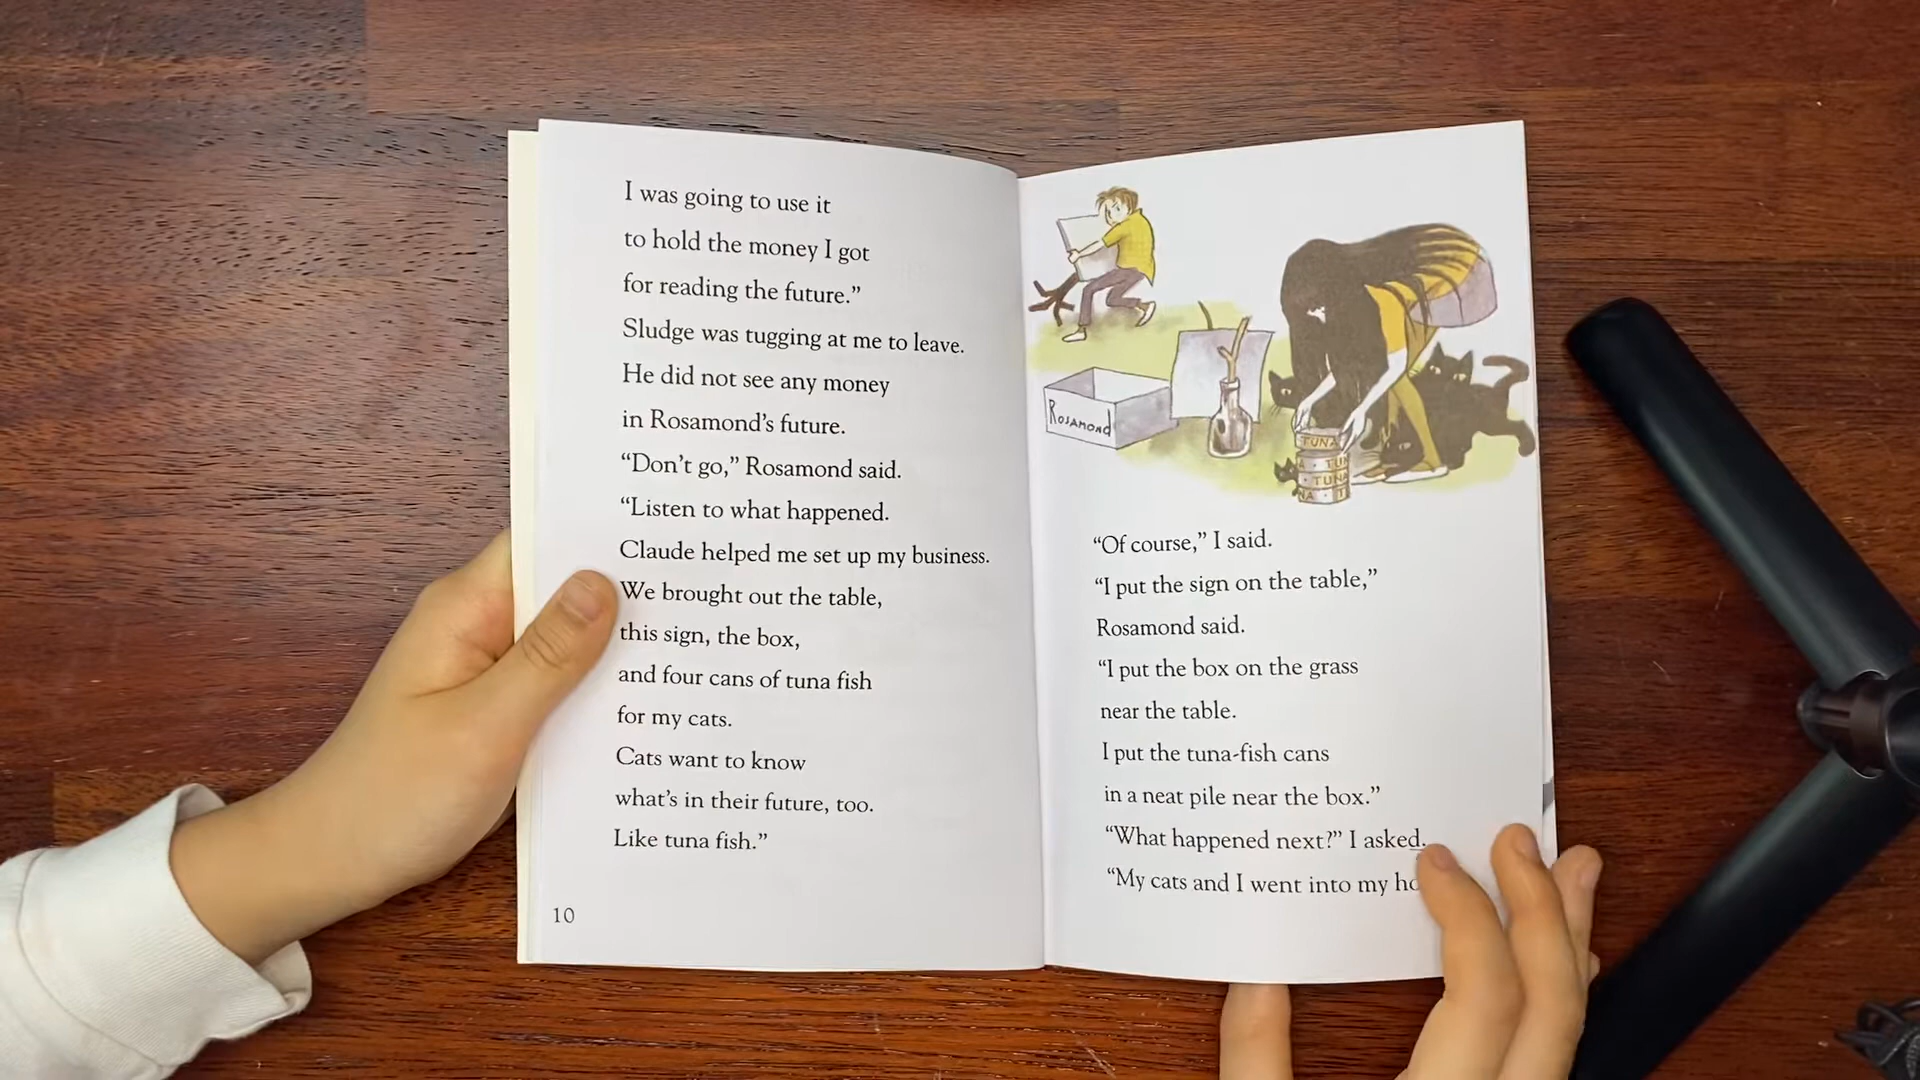 I was going to use it
to hold the money I got
for reading the future.”
Sludge was tugging at me to leave.
He did not see any money
in Rosamond’s future.
“Don’t go,” Rosamond said.
“Listen to what happened.
Claude helped me set up my business.
We brought out the table,
this sign, the box,
and four cans of tuna fish
for my cats.
Cats want to know
what’s in their future, too.
Like tuna fish.”
10
Rosamond
TUNA
A · TUN
· TUNA
NA · T
“Of course,” I said.
“I put the sign on the table,”
Rosamond said.
“I put the box on the grass
near the table.
I put the tuna-fish cans
in a neat pile near the box.”
“What happened next?” I asked.
“My cats and I went into my